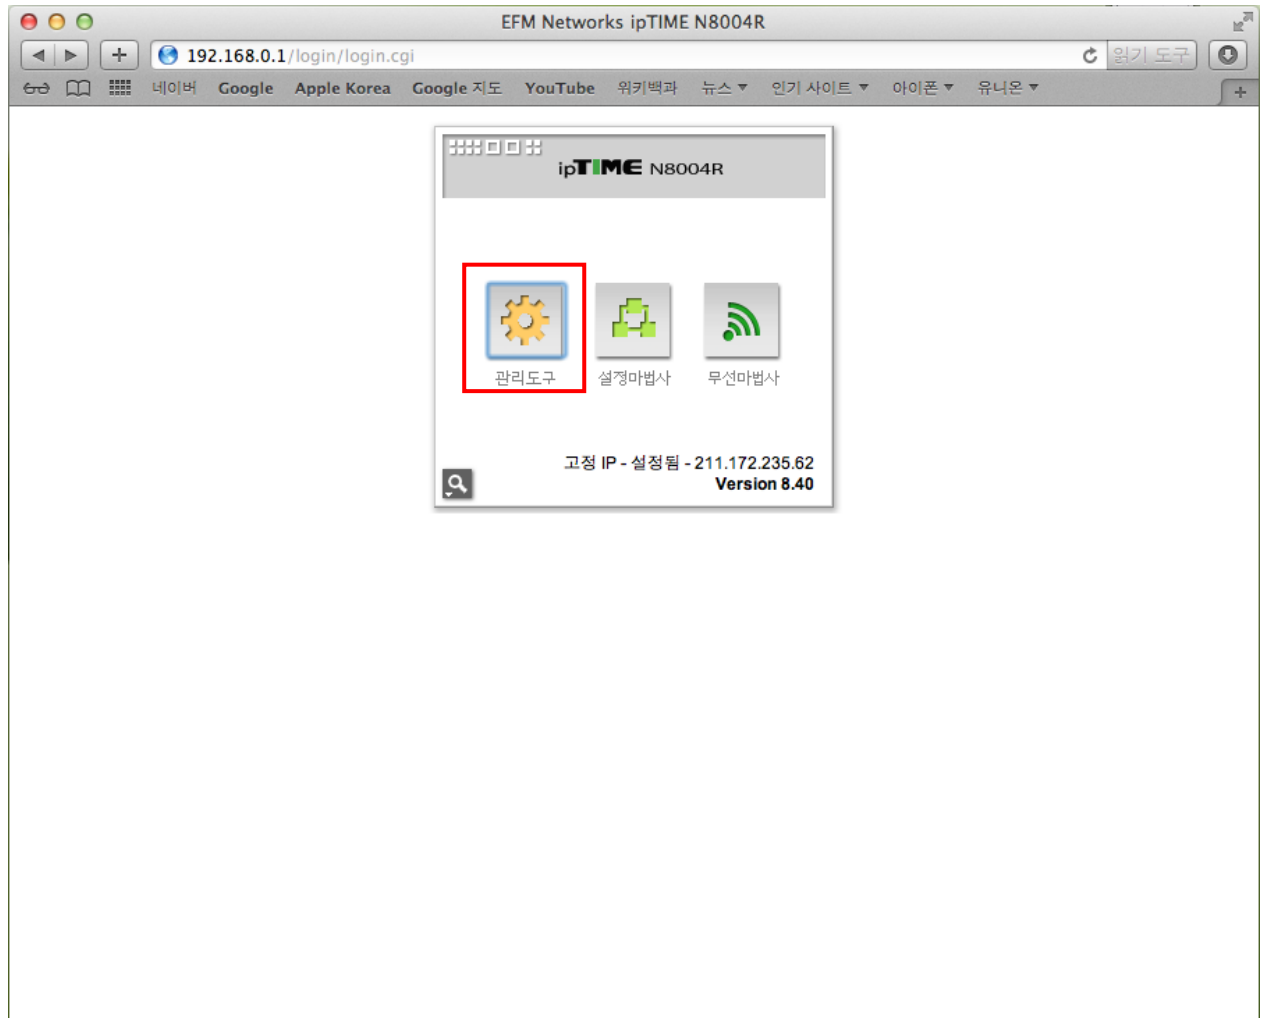 EFM Networks ipTIME N8004R
192.168.0.1/login/login.cgi
읽기 도구
네이버 Google Apple Korea Google 지도 YouTube 위키백과 뉴스 인기 사이트 아이폰 유니온
ipTIME N8004R
관리도구 설정마법사 무선마법사
고정 IP - 설정됨 - 211.172.235.62
Version 8.40